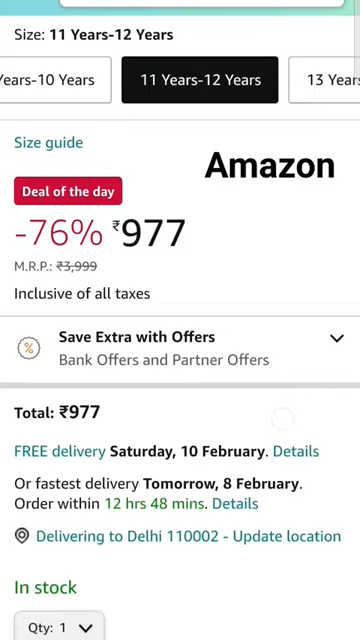 Size: 11 Years-12 Years
Years-10 Years
11 Years-12 Years
13 Years
Size guide
Amazon
Deal of the day
-76% ₹977
M.R.P.: ₹3,999
Inclusive of all taxes
Save Extra with Offers
Bank Offers and Partner Offers
Total: ₹977
FREE delivery Saturday, 10 February. Details
Or fastest delivery Tomorrow, 8 February.
Order within 12 hrs 48 mins. Details
Delivering to Delhi 110002 - Update location
In stock
Qty: 1